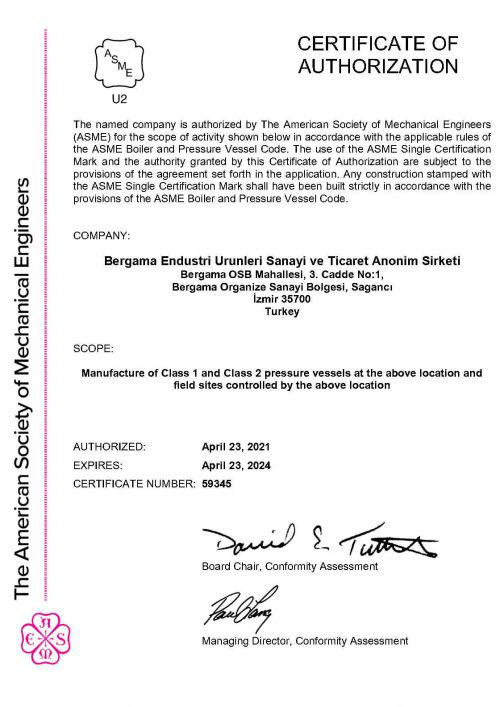 CERTIFICATE OF
AUTHORIZATION
A
S
M
E
U2
The named company is authorized by The American Society of Mechanical Engineers
(ASME) for the scope of activity shown below in accordance with the applicable rules of
the ASME Boiler and Pressure Vessel Code. The use of the ASME Single Certification
Mark and the authority granted by this Certificate of Authorization are subject to the
provisions of the agreement set forth in the application. Any construction stamped with
the ASME Single Certification Mark shall have been built strictly in accordance with the
provisions of the ASME Boiler and Pressure Vessel Code.
COMPANY:
Bergama Endustri Urunleri Sanayi ve Ticaret Anonim Sirketi
Bergama OSB Mahallesi, 3. Cadde No:1,
Bergama Organize Sanayi Bolgesi, Sagancı
İzmir 35700
Turkey
SCOPE:
Manufacture of Class 1 and Class 2 pressure vessels at the above location and
field sites controlled by the above location
AUTHORIZED: April 23, 2021
EXPIRES: April 23, 2024
CERTIFICATE NUMBER: 59345
David E
Board Chair, Conformity Assessment
Managing Director, Conformity Assessment
The American Society of Mechanical Engineers
A
E S
M